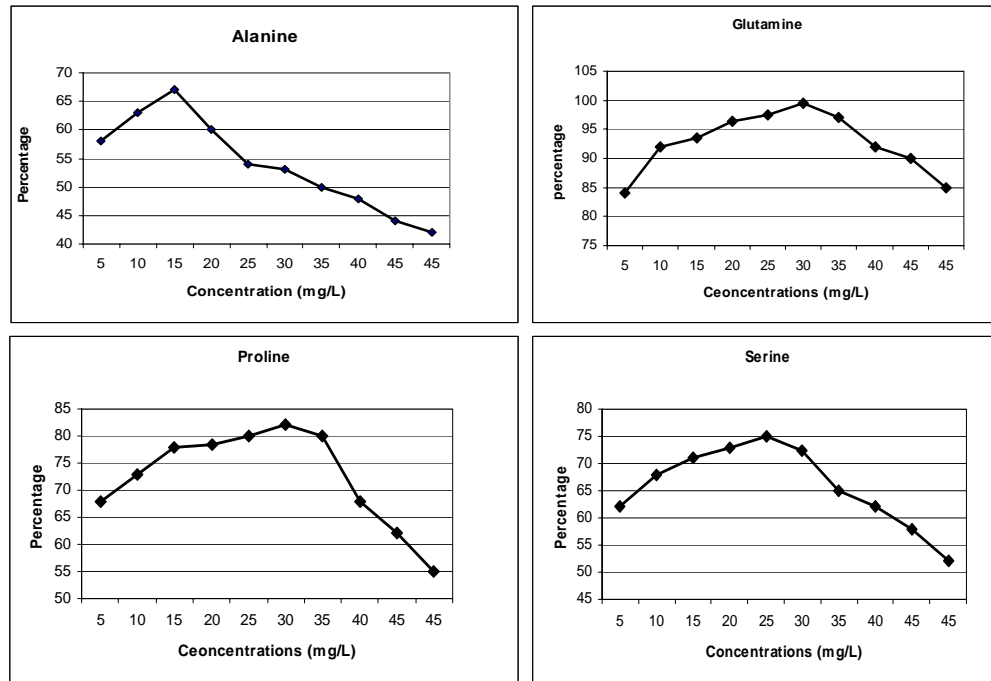 Alanine
70
65
60
55
50
45
40
Percentage
5 10 15 20 25 30 35 40 45 45
Concentration (mg/L)
Glutamine
105
100
95
90
85
80
75
percentage
5 10 15 20 25 30 35 40 45 45
Ceoncentrations (mg/L)
Proline
85
80
75
70
65
60
55
50
Percentage
5 10 15 20 25 30 35 40 45 45
Ceoncentrations (mg/L)
Serine
80
75
70
65
60
55
50
45
Percentage
5 10 15 20 25 30 35 40 45 45
Concentrations (mg/L)